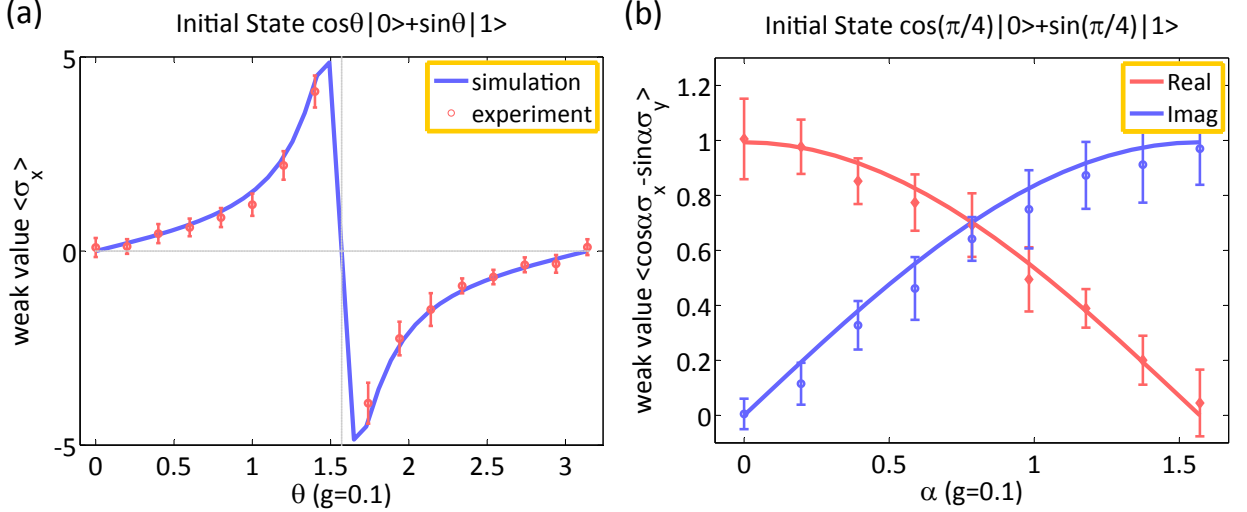 (a)
Initial State cosθ|0>+sinθ|1>
weak value <σx>
5
0
-5
simulation
experiment
0 0.5 1 1.5 2 2.5 3
θ (g=0.1)
(b)
Initial State cos(π/4)|0>+sin(π/4)|1>
weak value <cosασx-sinασy>
1.2
1
0.8
0.6
0.4
0.2
0
Real
Imag
0 0.5 1 1.5
α (g=0.1)